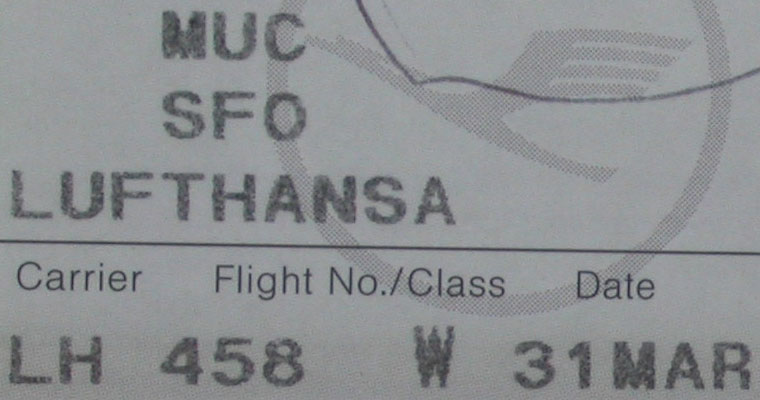 MUC
SFO
LUFTHANSA
Carrier Flight No./Class Date
LH 458 W 31MAR